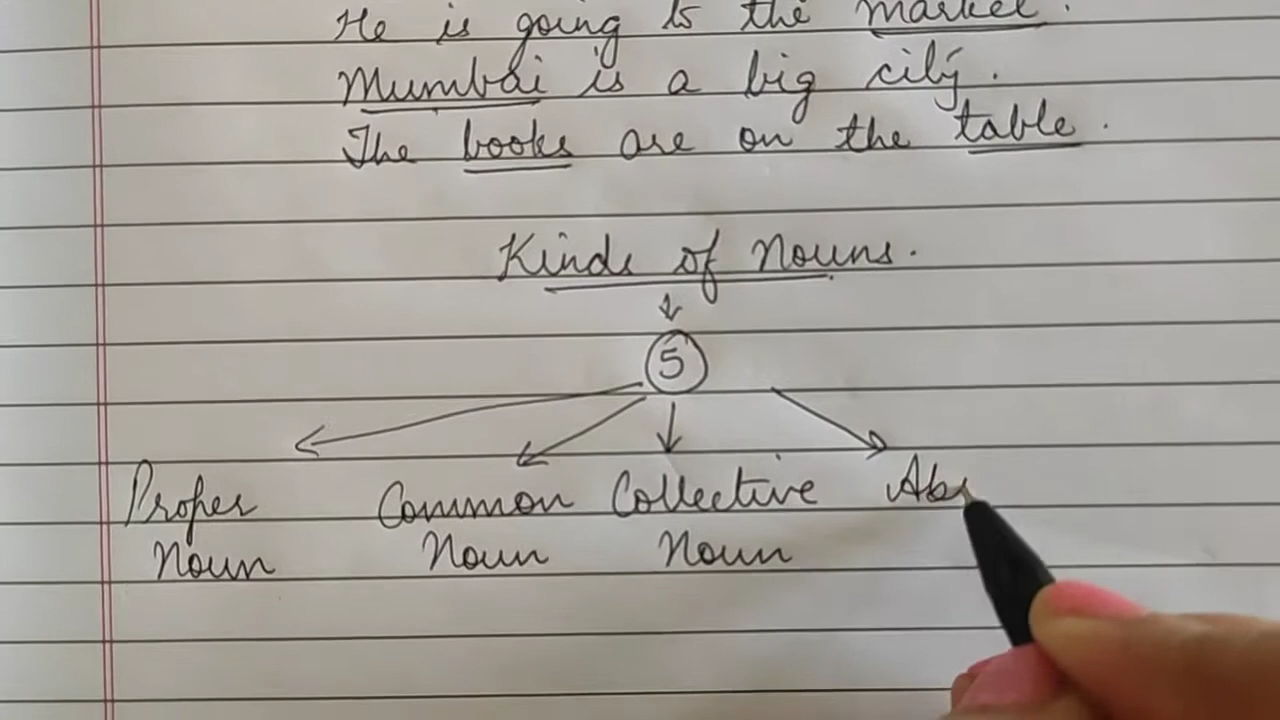 He is going to the market.
Mumbai is a big city.
The books are on the table.
Kinds of Nouns.
5
Proper Common Collective Abs
Noun Noun Noun